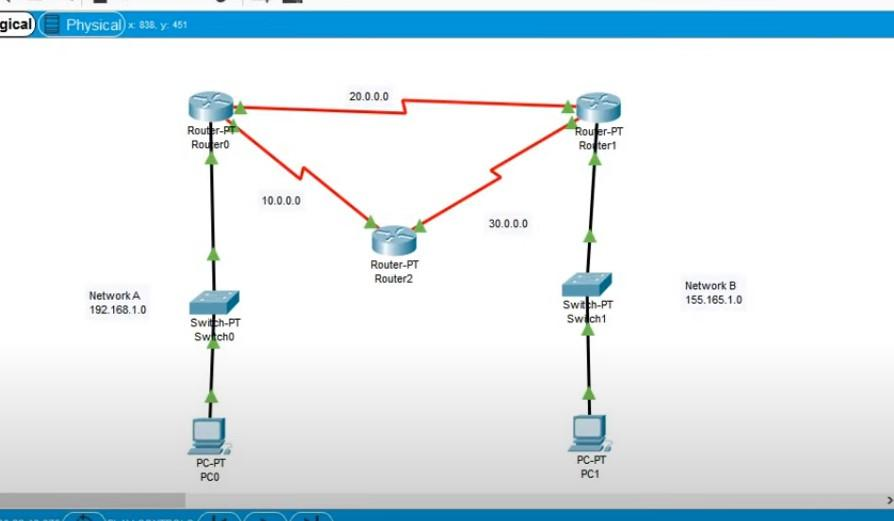 gical
Physical
x: 838, y: 451
20.0.0.0
Router-PT
Router0
Router-PT
Router1
10.0.0.0
30.0.0.0
Router-PT
Router2
Network A
192.168.1.0
Switch-PT
Switch0
Switch-PT
Switch1
Network B
155.165.1.0
PC-PT
PC0
PC-PT
PC1